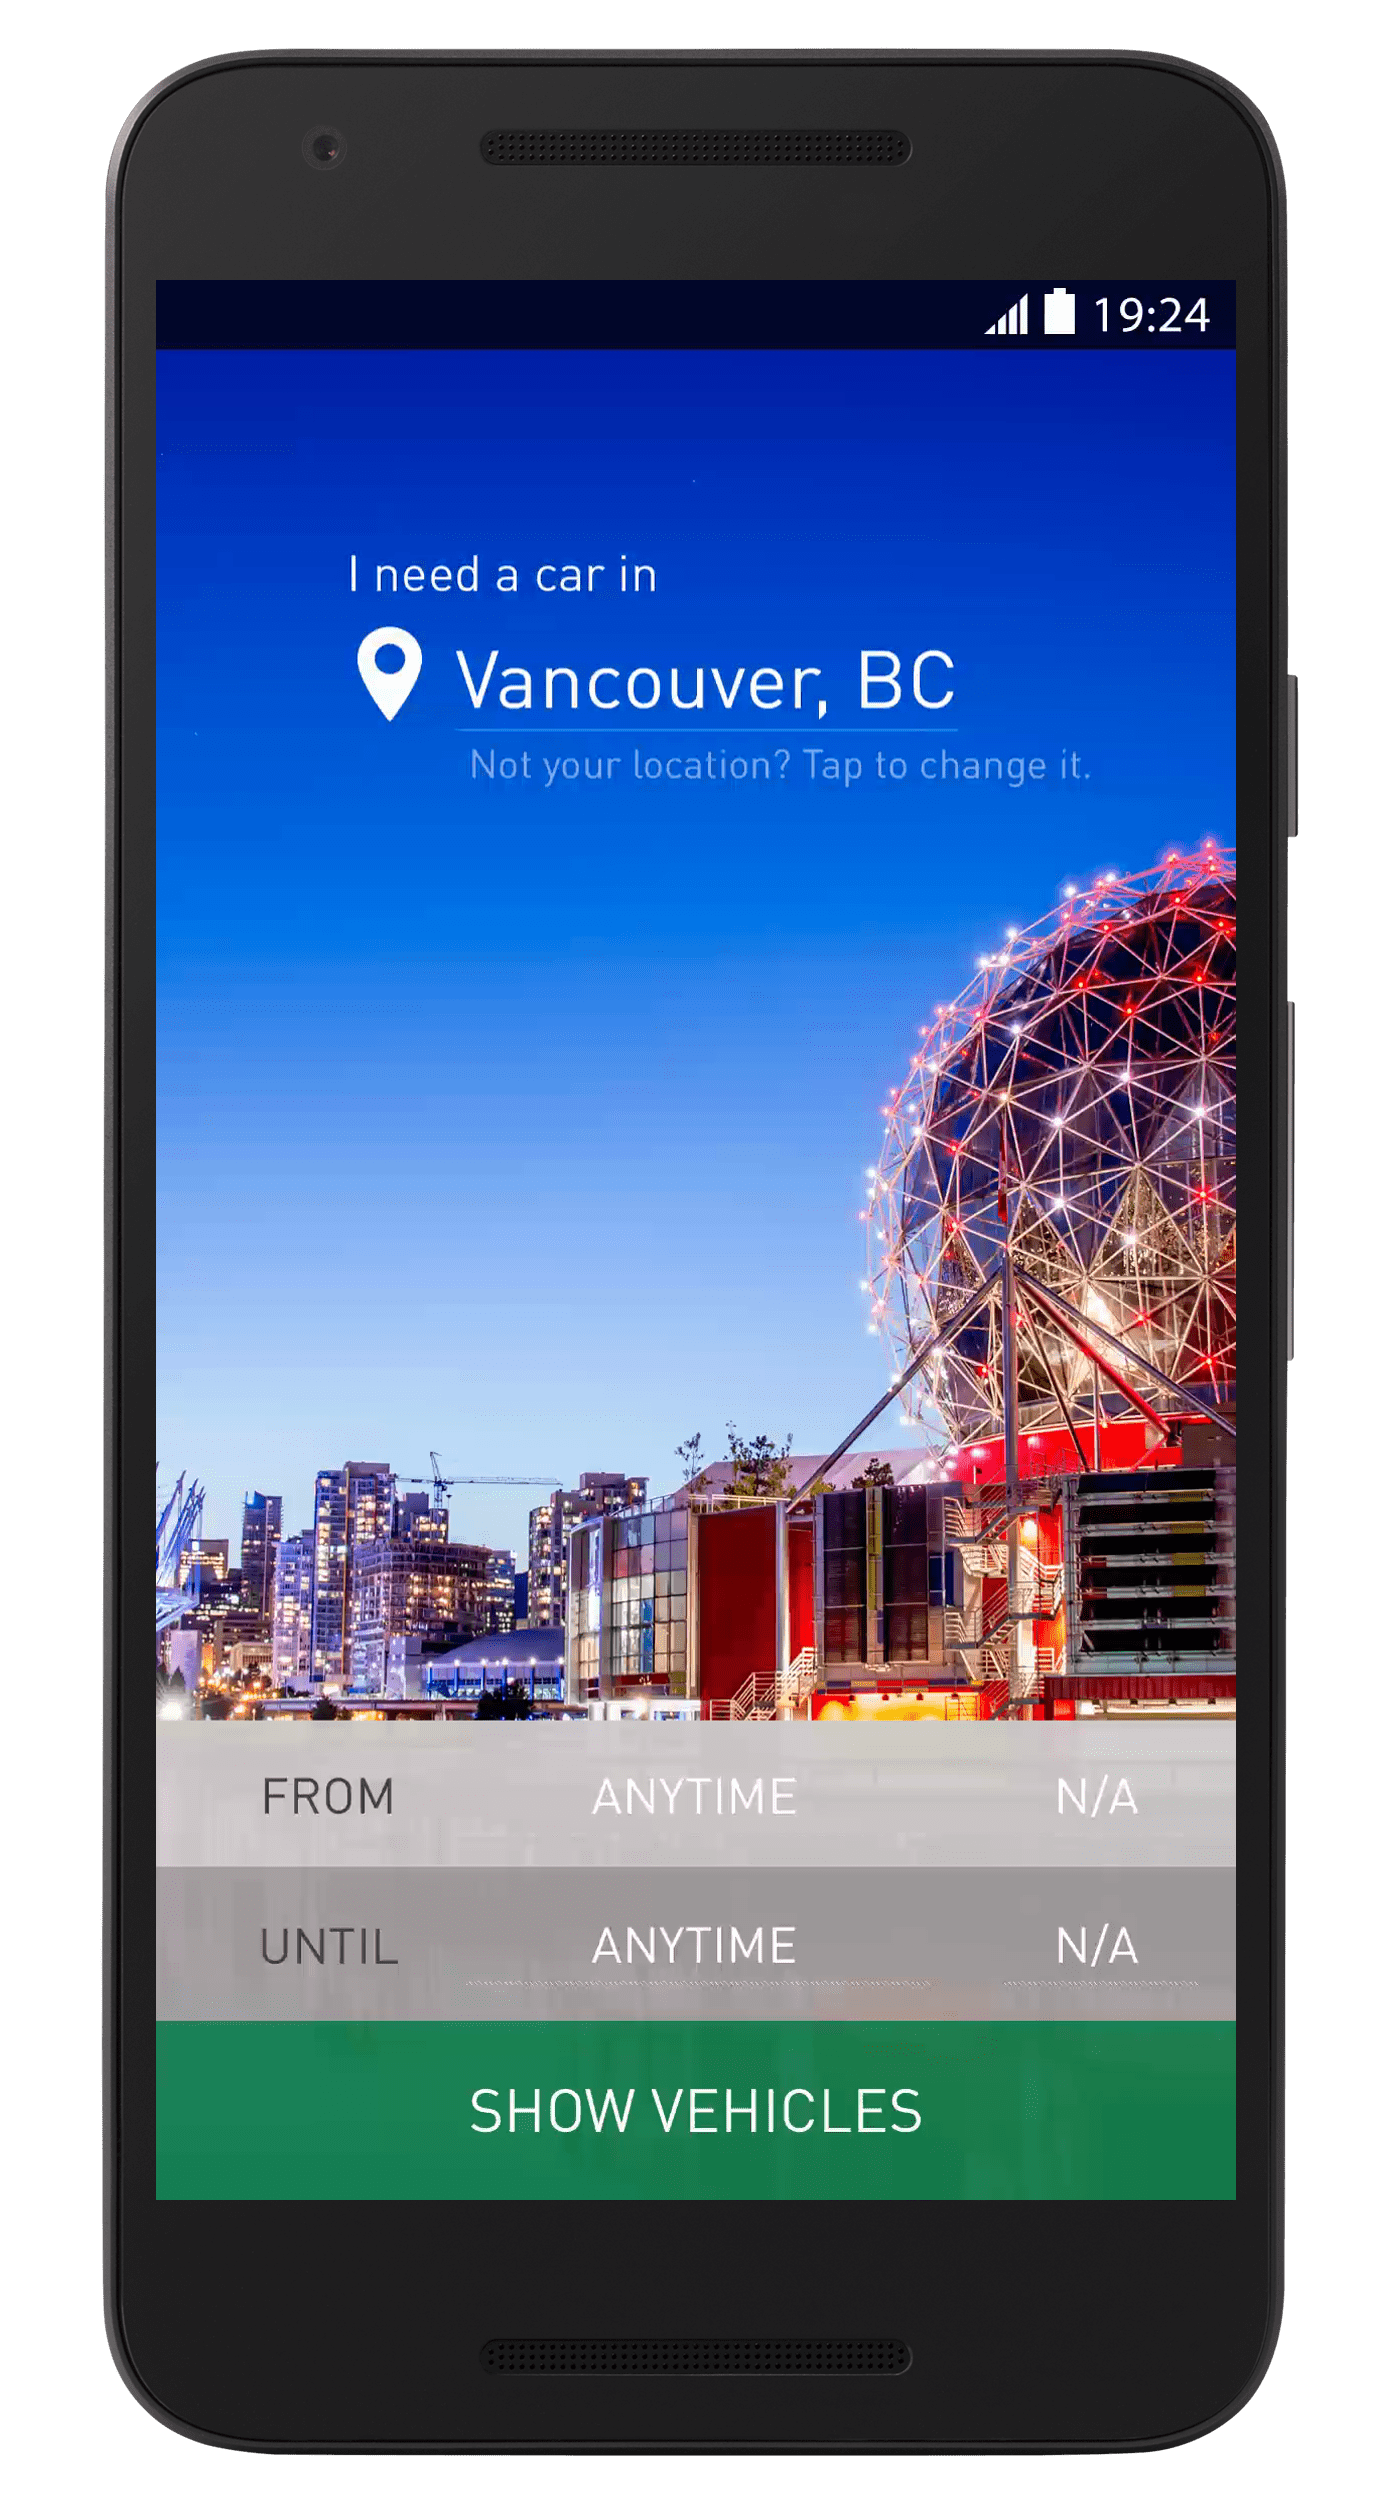 19:24
I need a car in
Vancouver, BC
Not your location? Tap to change it.
FROM ANYTIME N/A
UNTIL ANYTIME N/A
SHOW VEHICLES